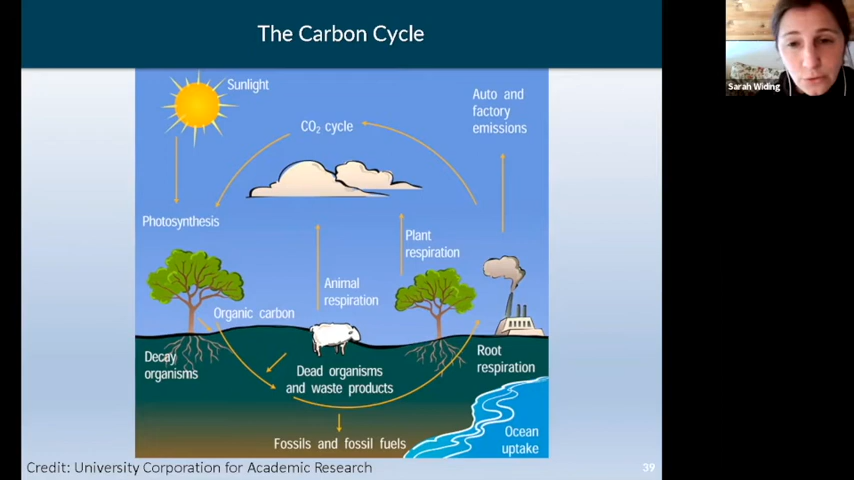 The Carbon Cycle
Sarah Widing
Sunlight
Auto and
factory
emissions
CO₂ cycle
Photosynthesis
Plant
respiration
Animal
respiration
Organic carbon
Decay
organisms
Dead organisms
and waste products
Root
respiration
Fossils and fossil fuels
Ocean
uptake
Credit: University Corporation for Academic Research
39